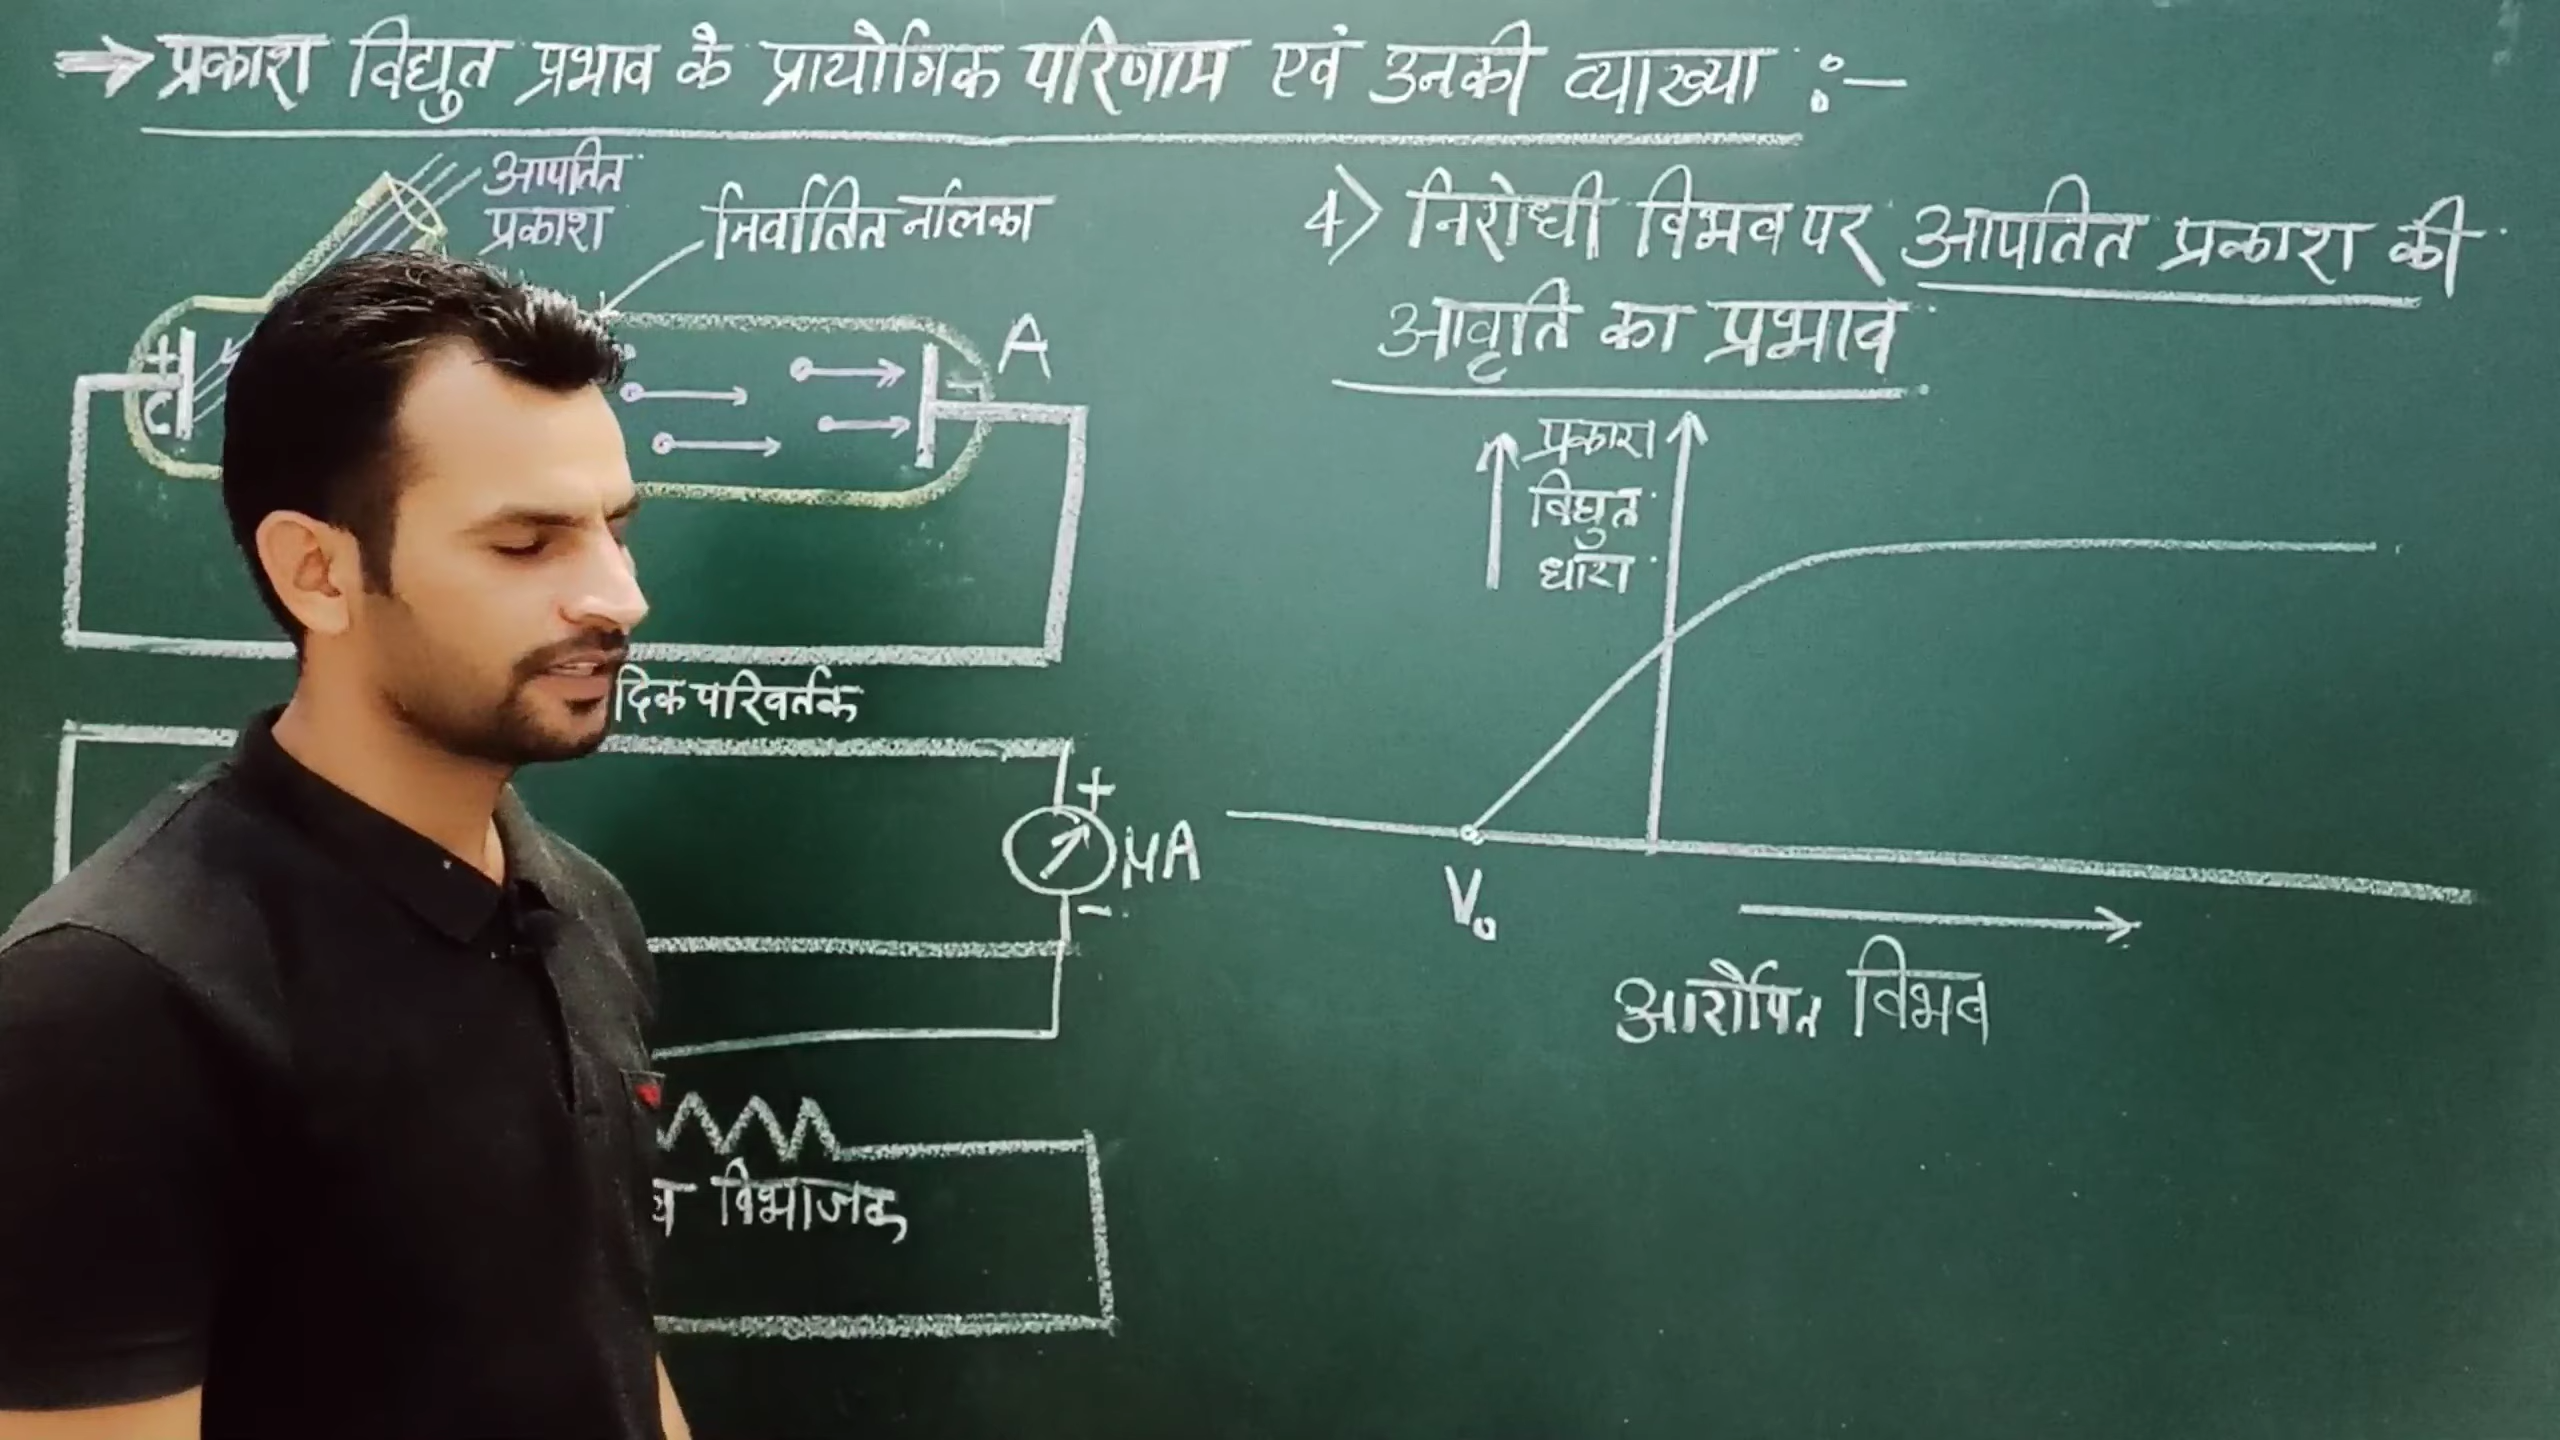 → प्रकाश विद्युत प्रभाव के प्रायोगिक परिणाम एवं उनकी व्याख्या :-
आपतित
प्रकाश
निर्वातित नलिका
+
C
A
-
दिक परिवर्तक
+
μA
-
विभाजक
4> निरोधी विभव पर आपतित प्रकाश की
आवृति का प्रभाव
प्रकाश
विद्युत
धारा
V₀
आरोपित विभव